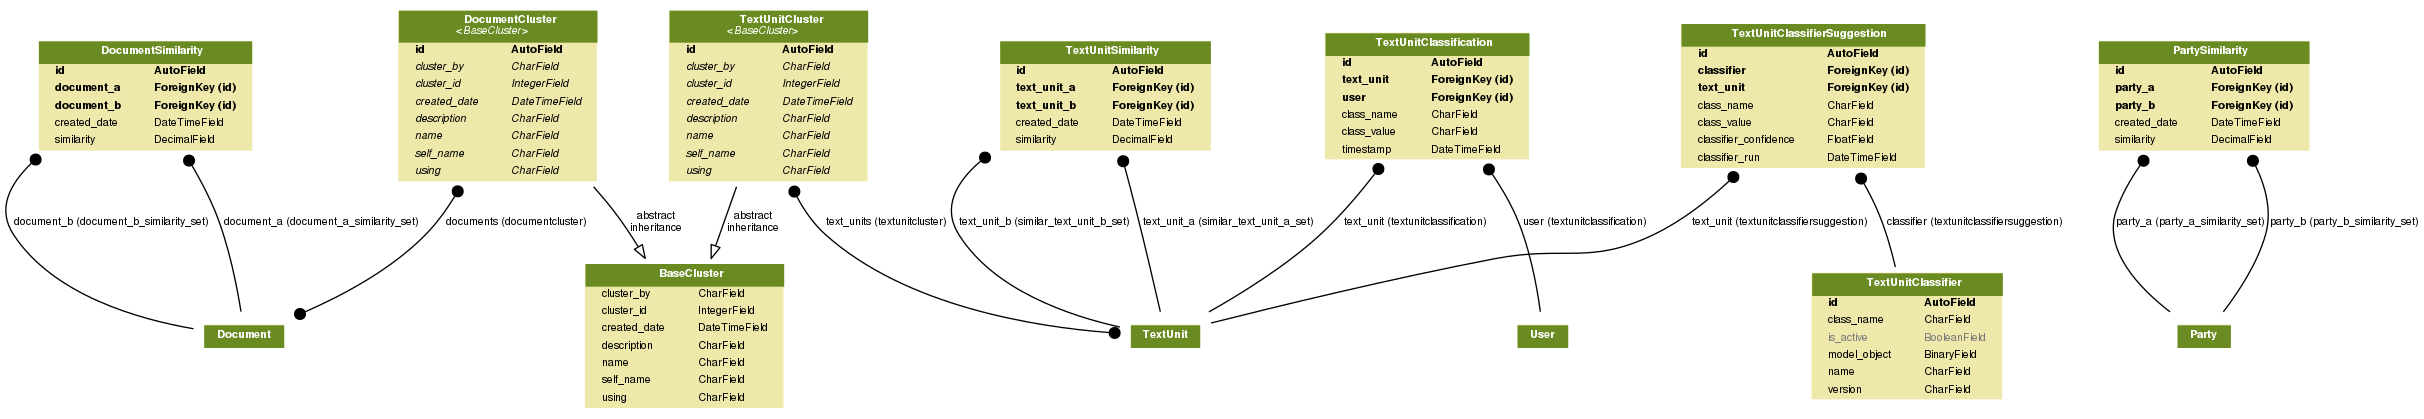 DocumentSimilarity
id AutoField
document_a ForeignKey (id)
document_b ForeignKey (id)
created_date DateTimeField
similarity DecimalField
DocumentCluster
<BaseCluster>
id AutoField
cluster_by CharField
cluster_id IntegerField
created_date DateTimeField
description CharField
name CharField
self_name CharField
using CharField
TextUnitCluster
<BaseCluster>
id AutoField
cluster_by CharField
cluster_id IntegerField
created_date DateTimeField
description CharField
name CharField
self_name CharField
using CharField
TextUnitSimilarity
id AutoField
text_unit_a ForeignKey (id)
text_unit_b ForeignKey (id)
created_date DateTimeField
similarity DecimalField
TextUnitClassification
id AutoField
text_unit ForeignKey (id)
user ForeignKey (id)
class_name CharField
class_value CharField
timestamp DateTimeField
TextUnitClassifierSuggestion
id AutoField
classifier ForeignKey (id)
text_unit ForeignKey (id)
class_name CharField
class_value CharField
classifier_confidence FloatField
classifier_run DateTimeField
PartySimilarity
id AutoField
party_a ForeignKey (id)
party_b ForeignKey (id)
created_date DateTimeField
similarity DecimalField
document_b (document_b_similarity_set)
document_a (document_a_similarity_set)
documents (documentcluster)
abstract
inheritance
abstract
inheritance
text_units (textunitcluster)
text_unit_b (similar_text_unit_b_set)
text_unit_a (similar_text_unit_a_set)
text_unit (textunitclassification)
user (textunitclassification)
text_unit (textunitclassifiersuggestion)
classifier (textunitclassifiersuggestion)
party_a (party_a_similarity_set)
party_b (party_b_similarity_set)
Document
BaseCluster
cluster_by CharField
cluster_id IntegerField
created_date DateTimeField
description CharField
name CharField
self_name CharField
using CharField
TextUnit
User
TextUnitClassifier
id AutoField
class_name CharField
is_active BooleanField
model_object BinaryField
name CharField
version CharField
Party